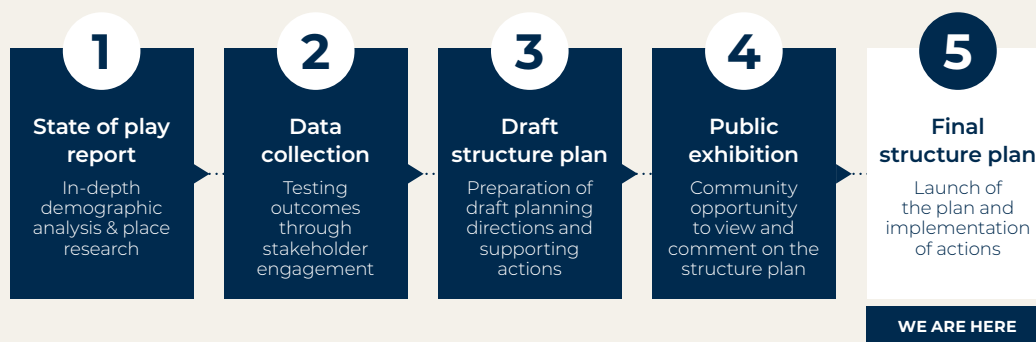 1
State of play
report
In-depth
demographic
analysis & place
research
2
Data
collection
Testing
outcomes
through
stakeholder
engagement
3
Draft
structure plan
Preparation of
draft planning
directions and
supporting
actions
4
Public
exhibition
Community
opportunity
to view and
comment on the
structure plan
5
Final
structure plan
Launch of
the plan and
implementation
of actions
WE ARE HERE